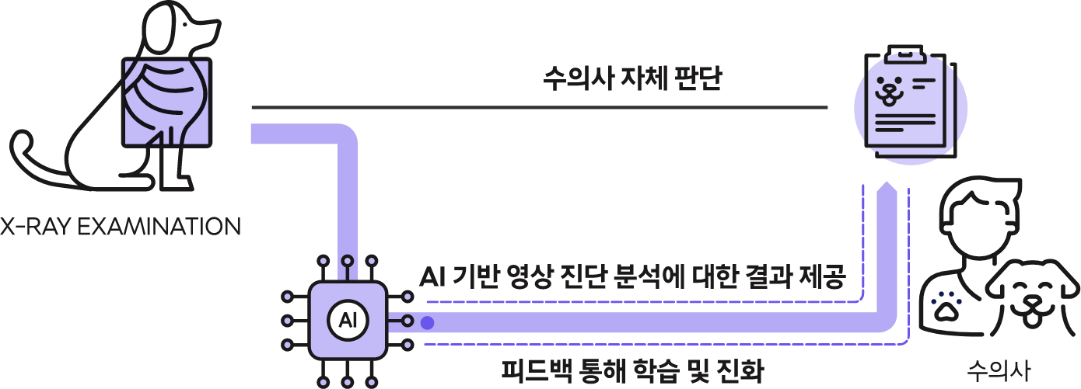 수의사 자체 판단
X-RAY EXAMINATION
AI 기반 영상 진단 분석에 대한 결과 제공
AI
피드백 통해 학습 및 진화
수의사